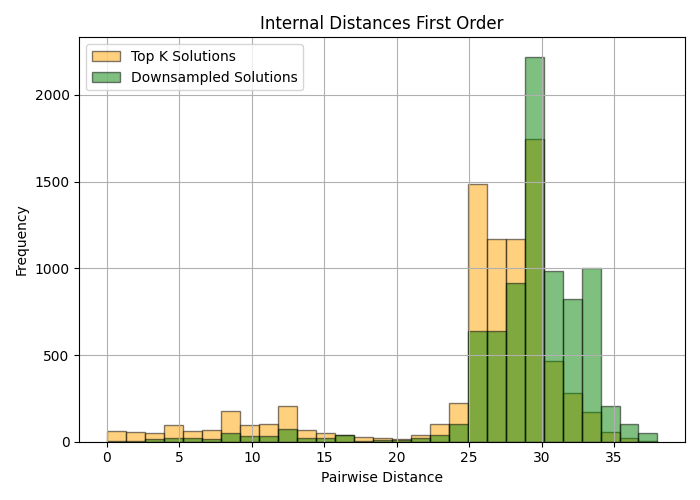 Internal Distances First Order
Top K Solutions
Downsampled Solutions
Frequency
2000
1500
1000
500
0
0 5 10 15 20 25 30 35
Pairwise Distance